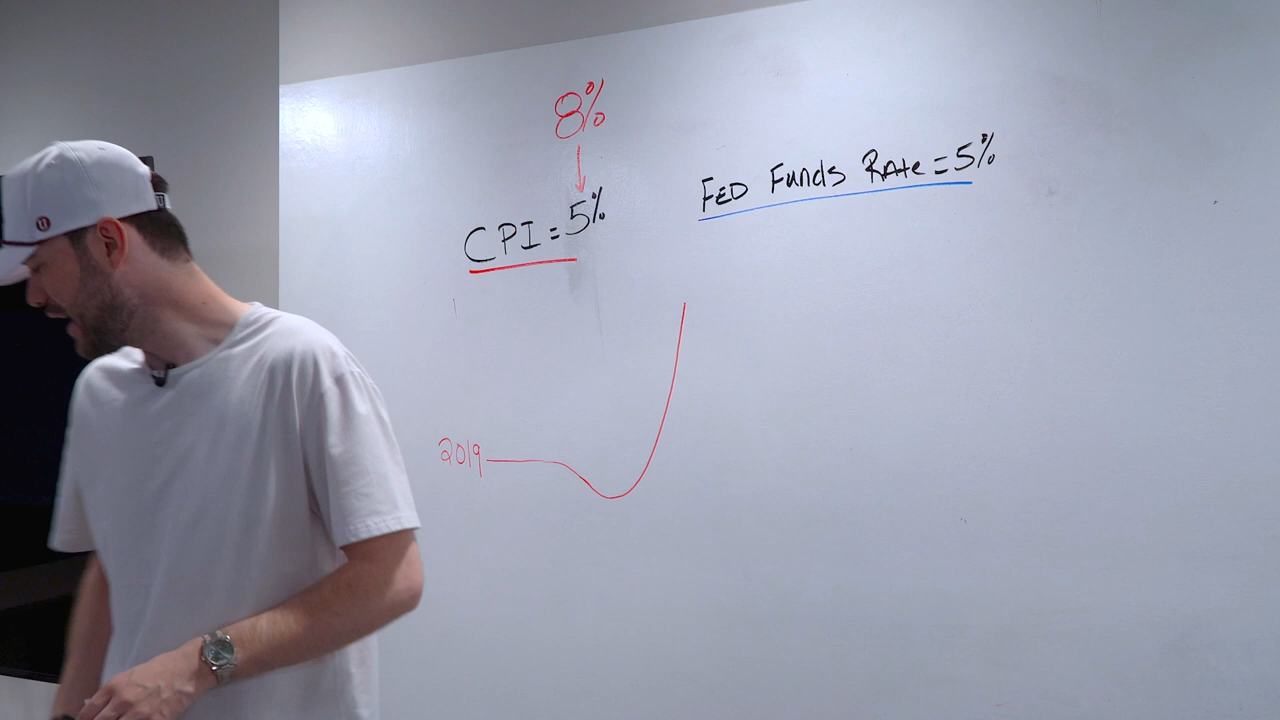 8%
CPI = 5%
FED Funds Rate = 5%
2019